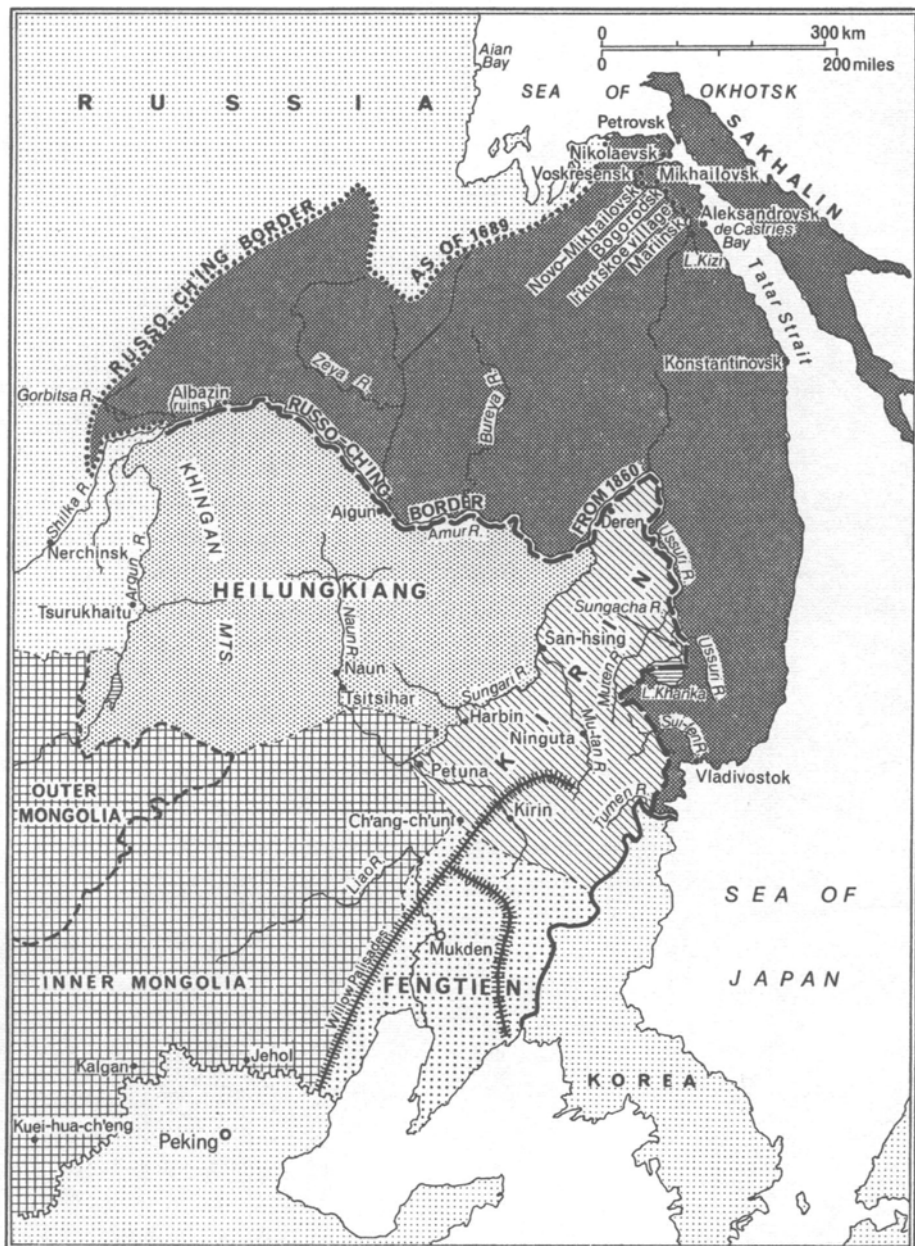 0 300 km
0 200 miles
Aian
Bay
SEA OF OKHOTSK
RUSSIA
SAKHALIN
Petrovsk
Nikolaevsk
Voskresensk
Mikhailovsk
Novo-Mikhailovsk
Bogorodsk
Irkutskoe village
Mariinsk
Aleksandrovsk
de Castries
Bay
L. Kizi
Tatar Strait
RUSSO-CH'ING BORDER
AS OF 1689
Konstantinovsk
Zeya R.
Bureya R.
Gorbitsa R.
Albazin
(ruins)
RUSSO-CH'ING
BORDER
FROM 1860
Shilka R.
KHINGAN
MTS
Aigun
Amur R.
Deren
Ussuri R.
Nerchinsk
Argun R.
Tsurukhaitu
HEILUNGKIANG
Naun R.
Sungacha R.
San-hsing
Muren R.
Ussuri R.
Naun
Tsitsihar
Sungari R.
L. Khanka
KIRIN
Harbin
Ninguta
Mu-tan R.
Sui-fen R.
Petuna
Vladivostok
OUTER
MONGOLIA
Ch'ang-ch'un
Kirin
Tumen R.
Liao R.
SEA OF
JAPAN
Willow Palisades
Mukden
INNER MONGOLIA
FENGTIEN
Kalgan
Jehol
KOREA
Kuei-hua-ch'eng
Peking